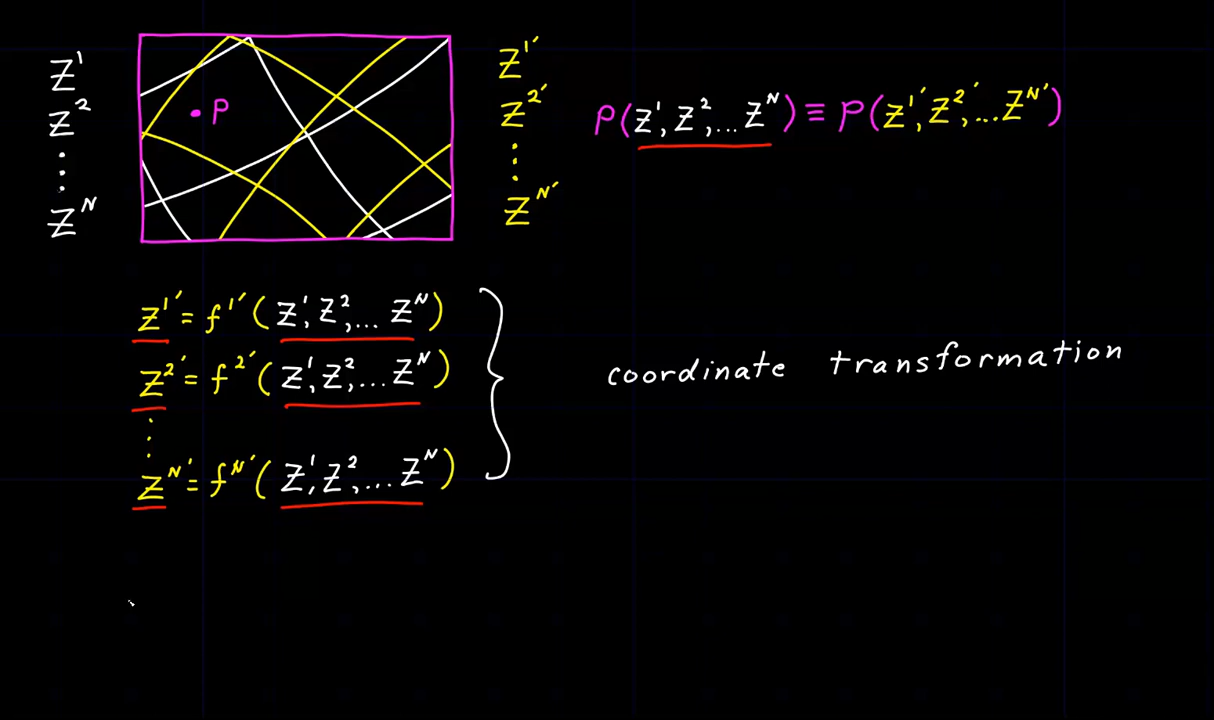 Z¹
Z²
⋮
Zᴺ
P
Z¹′
Z²′
⋮
Zᴺ′
P(Z¹, Z², ... Zᴺ) ≡ P(Z¹′, Z²′, ... Zᴺ′)
Z¹′ = f¹′(Z¹, Z², ... Zᴺ)
Z²′ = f²′(Z¹, Z², ... Zᴺ)
⋮
Zᴺ′ = fᴺ′(Z¹, Z², ... Zᴺ)
coordinate transformation